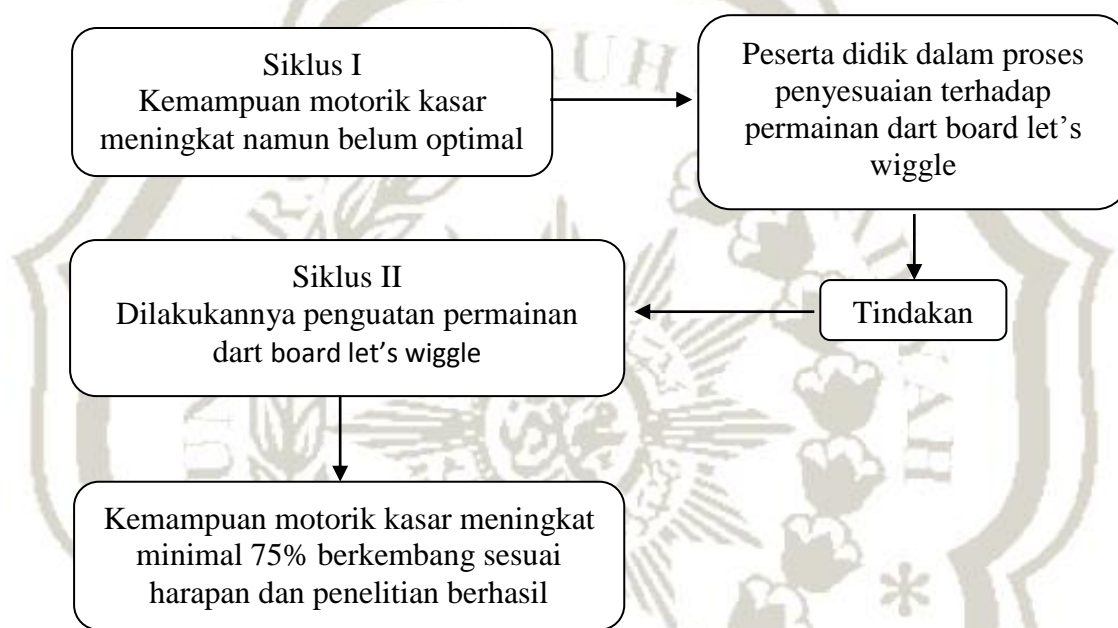 Siklus I
Kemampuan motorik kasar
meningkat namun belum optimal
Peserta didik dalam proses
penyesuaian terhadap
permainan dart board let’s
wiggle
Tindakan
Siklus II
Dilakukannya penguatan permainan
dart board let’s wiggle
Kemampuan motorik kasar meningkat
minimal 75% berkembang sesuai
harapan dan penelitian berhasil